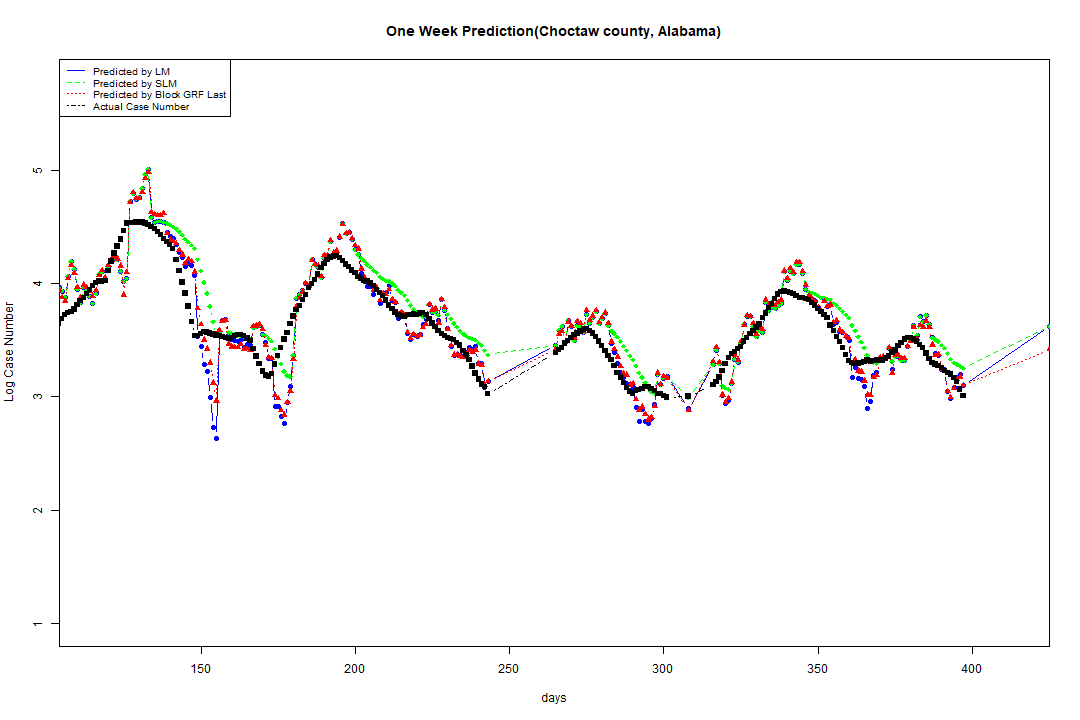 One Week Prediction(Choctaw county, Alabama)
Predicted by LM
Predicted by SLM
Predicted by Block GRF Last
Actual Case Number
Log Case Number
5
4
3
2
1
150 200 250 300 350 400
days